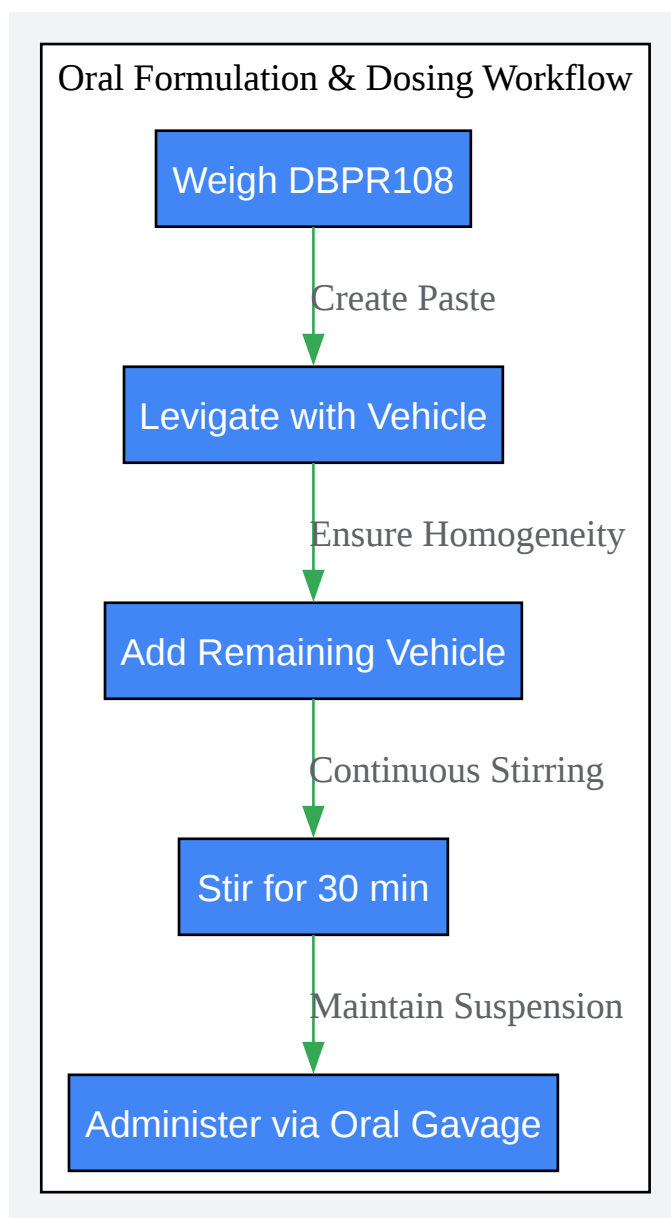 Oral Formulation & Dosing Workflow
Weigh DBPR108
Create Paste
Levigate with Vehicle
Ensure Homogeneity
Add Remaining Vehicle
Continuous Stirring
Stir for 30 min
Maintain Suspension
Administer via Oral Gavage